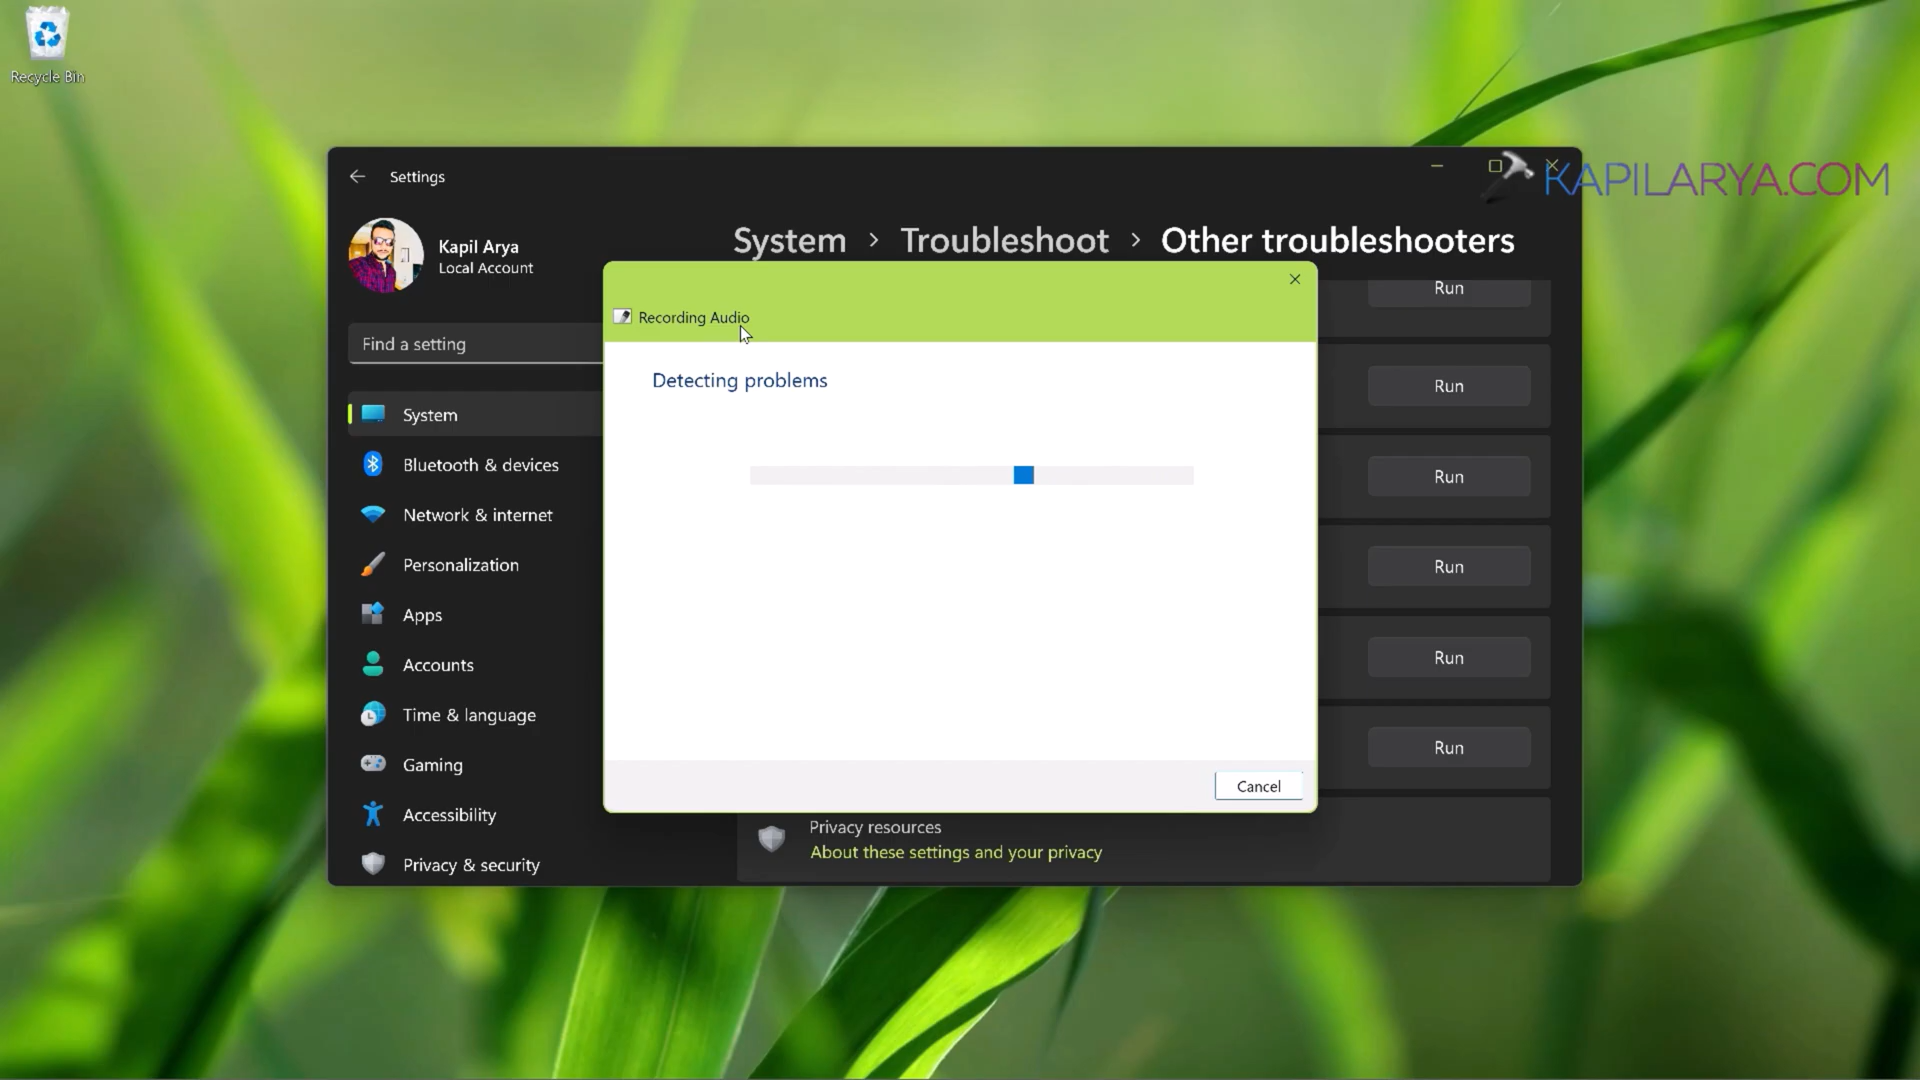 Recycle Bin
Settings
KAPILARYA.COM
Kapil Arya
Local Account
System > Troubleshoot > Other troubleshooters
Find a setting
System
Bluetooth & devices
Network & internet
Personalization
Apps
Accounts
Time & language
Gaming
Accessibility
Privacy & security
Recording Audio
Detecting problems
Cancel
Run
Run
Run
Run
Run
Run
Privacy resources
About these settings and your privacy